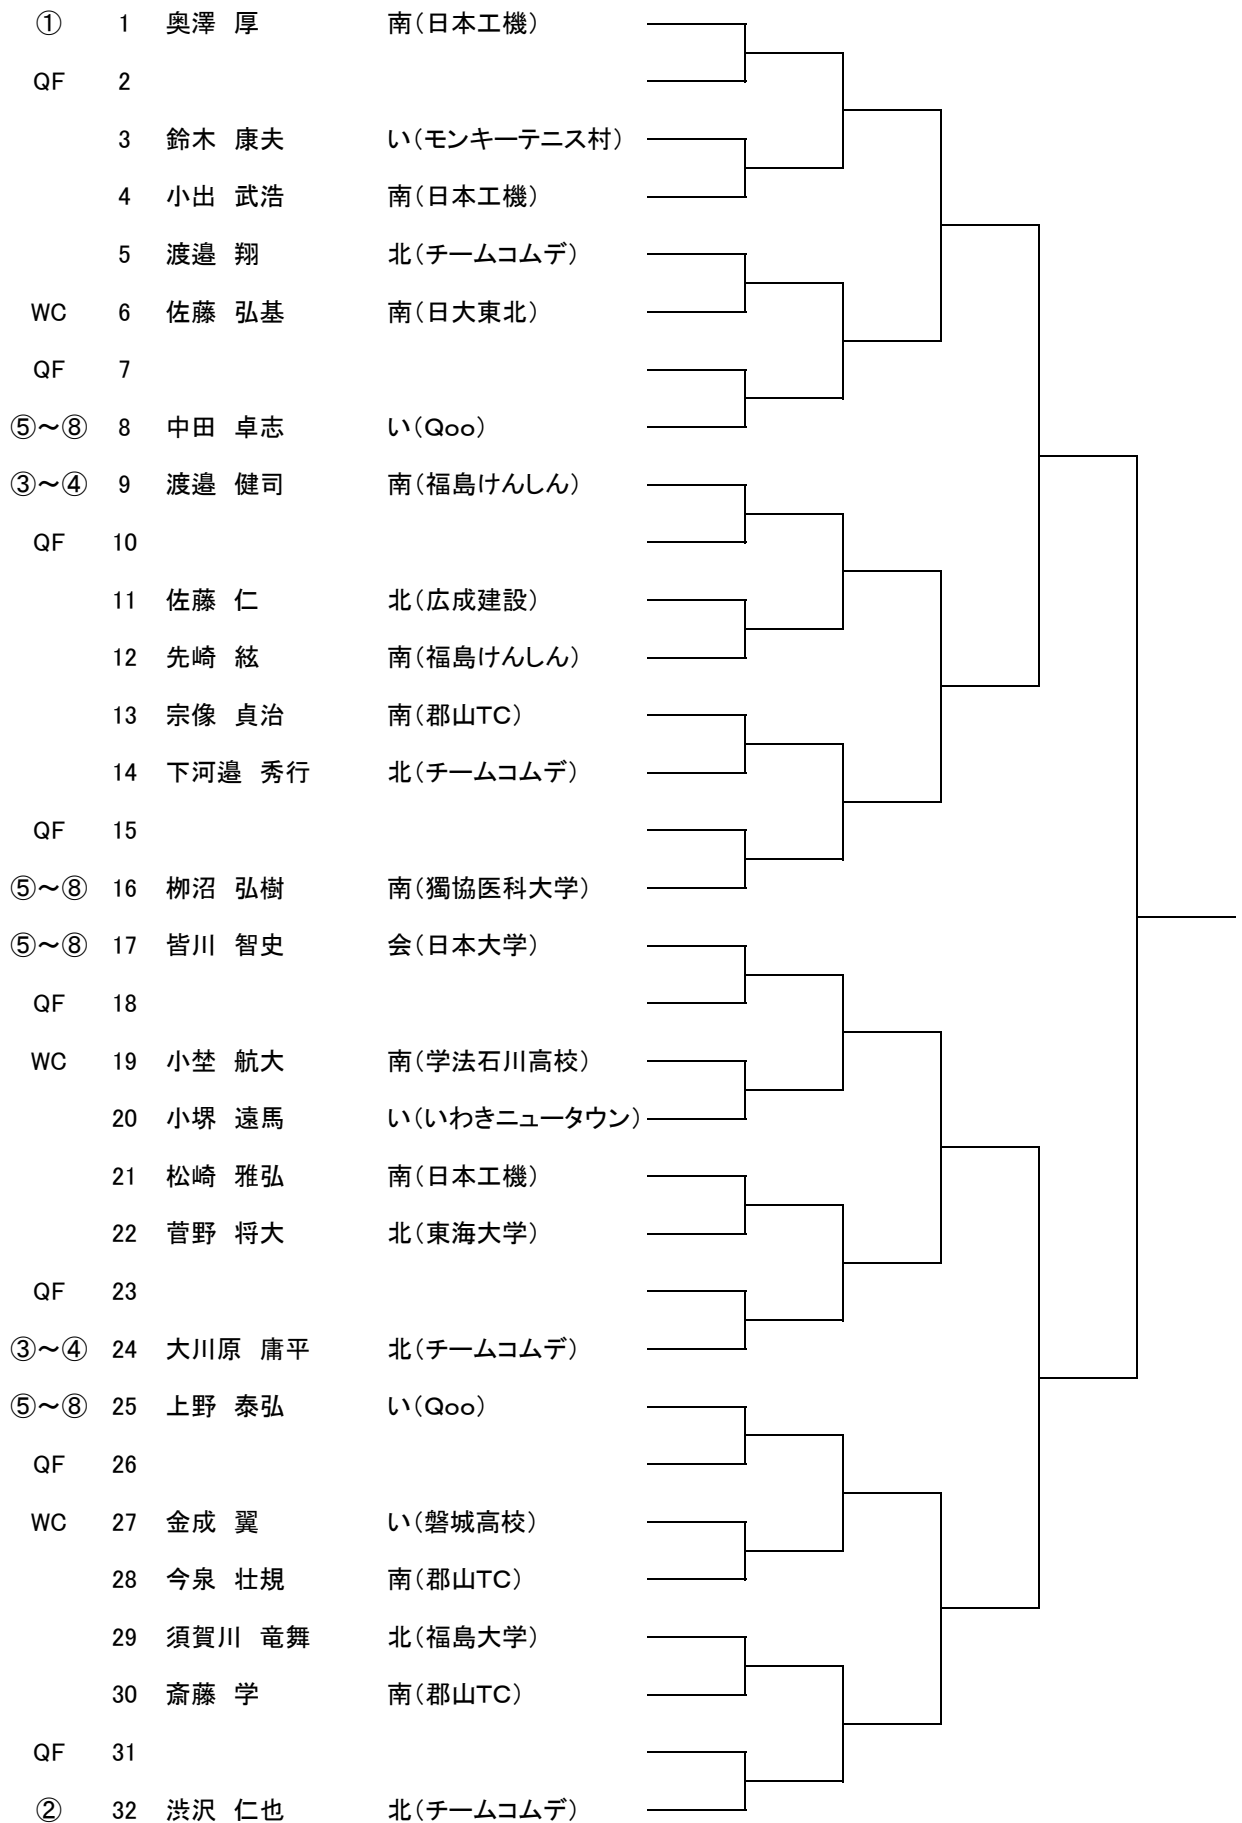 ① 1 奥澤 厚 南(日本工機)
QF 2
3 鈴木 康夫 い(モンキーテニス村)
4 小出 武浩 南(日本工機)
5 渡邉 翔 北(チームコムデ)
WC 6 佐藤 弘基 南(日大東北)
QF 7
⑤～⑧ 8 中田 卓志 い(Qoo)
③～④ 9 渡邉 健司 南(福島けんしん)
QF 10
11 佐藤 仁 北(広成建設)
12 先崎 絃 南(福島けんしん)
13 宗像 貞治 南(郡山TC)
14 下河邉 秀行 北(チームコムデ)
QF 15
⑤～⑧ 16 栁沼 弘樹 南(獨協医科大学)
⑤～⑧ 17 皆川 智史 会(日本大学)
QF 18
WC 19 小埜 航大 南(学法石川高校)
20 小堺 遠馬 い(いわきニュータウン)
21 松崎 雅弘 南(日本工機)
22 菅野 将大 北(東海大学)
QF 23
③～④ 24 大川原 庸平 北(チームコムデ)
⑤～⑧ 25 上野 泰弘 い(Qoo)
QF 26
WC 27 金成 翼 い(磐城高校)
28 今泉 壮規 南(郡山TC)
29 須賀川 竜舞 北(福島大学)
30 斎藤 学 南(郡山TC)
QF 31
② 32 渋沢 仁也 北(チームコムデ)